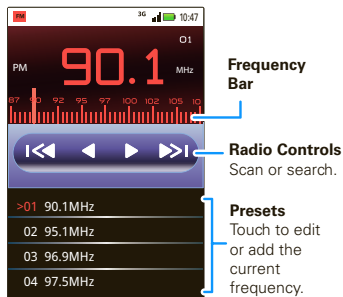 FM 3G 10:47
01
PM 90.1 MHz
87 90 92 95 97 100 102 105 10
>01 90.1MHz
02 95.1MHz
03 96.9MHz
04 97.5MHz
Frequency
Bar
Radio Controls
Scan or search.
Presets
Touch to edit
or add the
current
frequency.